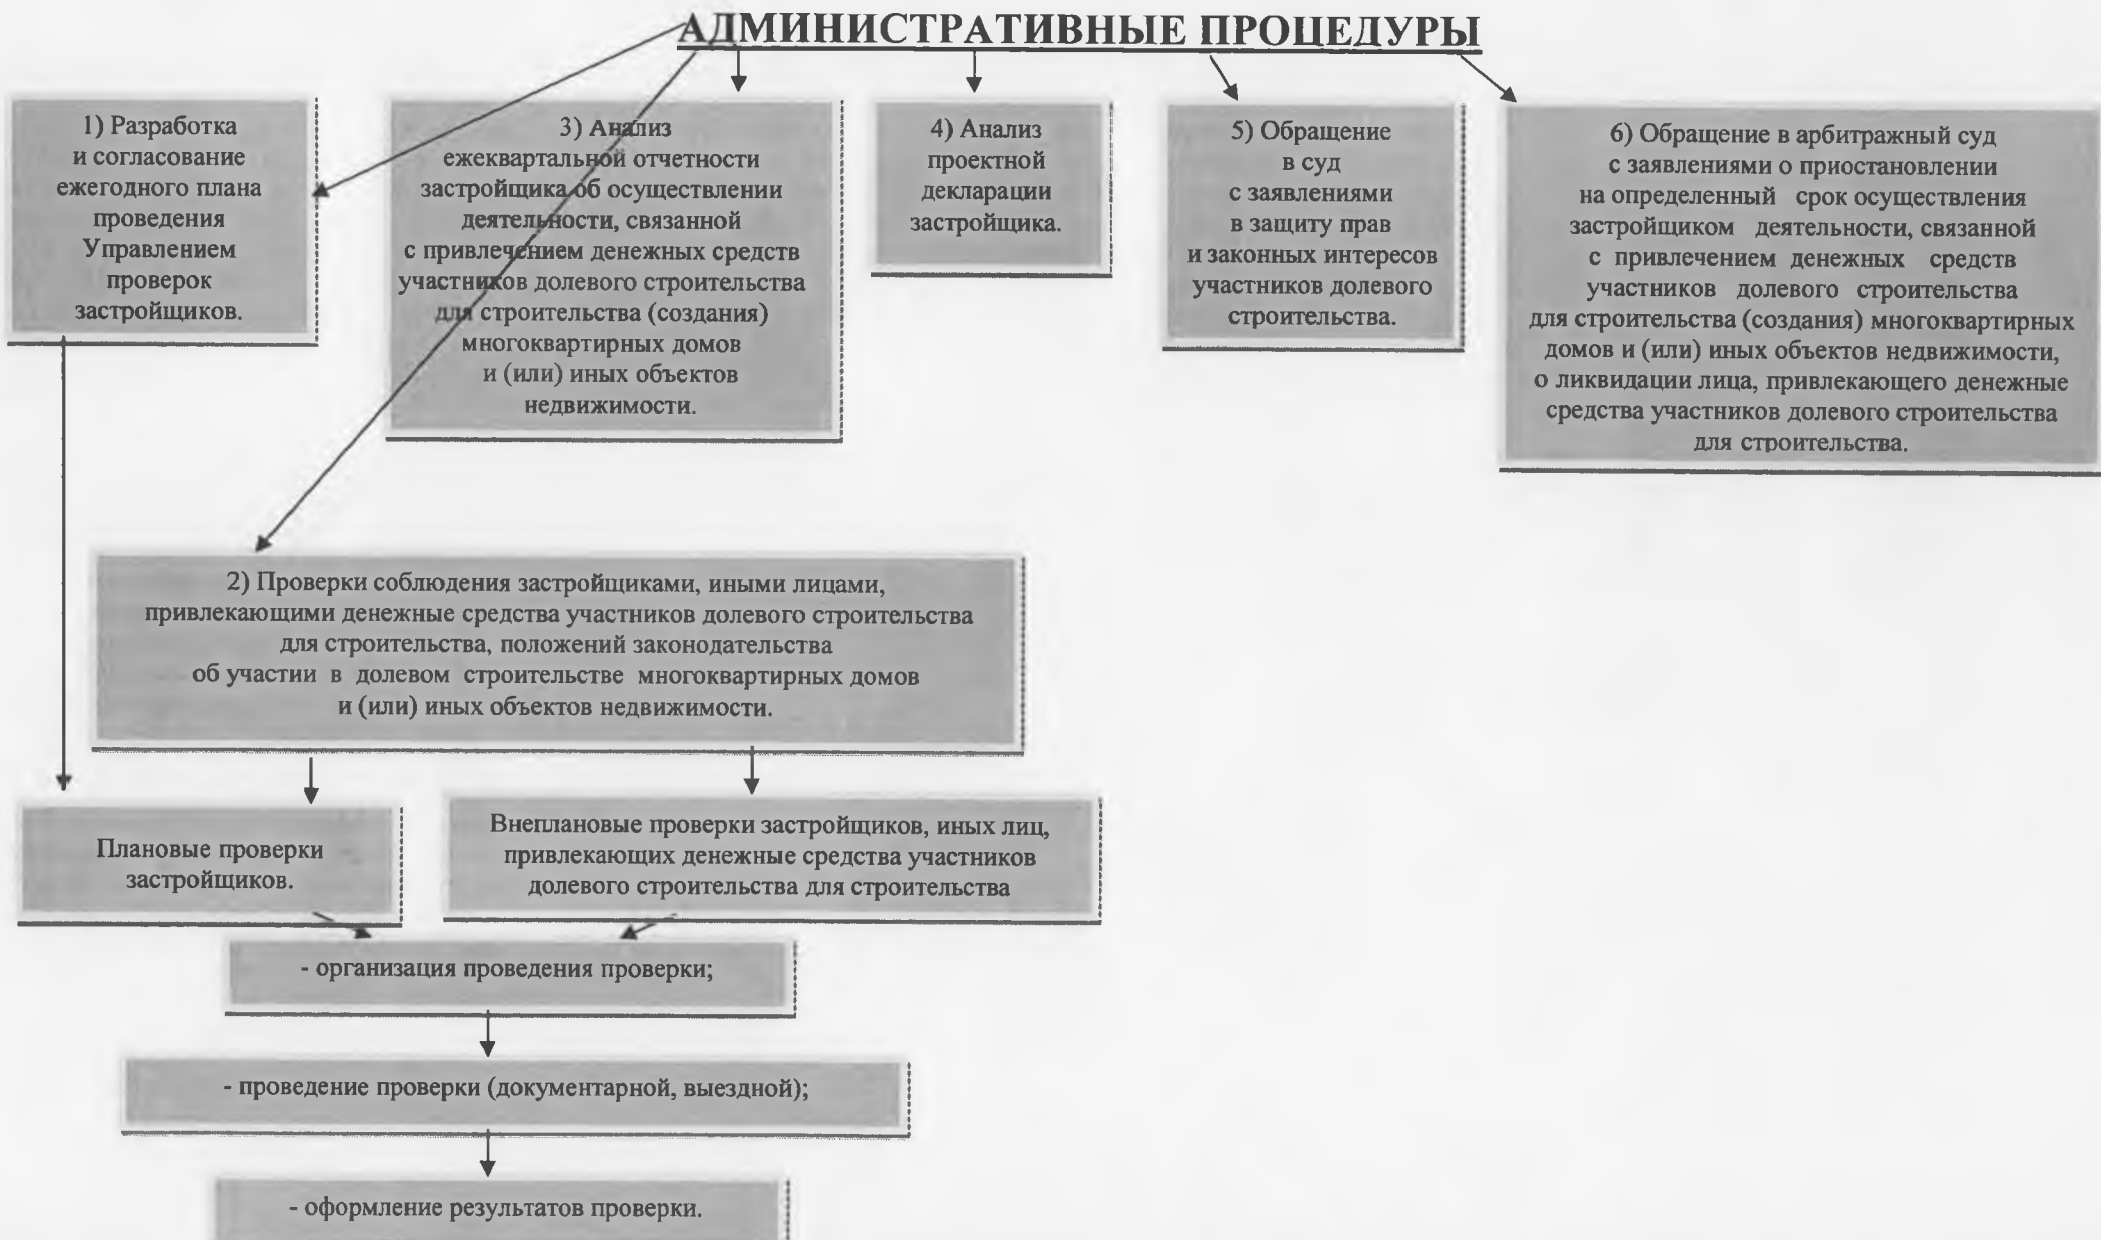 АДМИНИСТРАТИВНЫЕ ПРОЦЕДУРЫ
1) Разработка
и согласование
ежегодного плана
проведения
Управлением
проверок
застройщиков.
3) Анализ
ежеквартальной отчетности
застройщика об осуществлении
деятельности, связанной
с привлечением денежных средств
участников долевого строительства
для строительства (создания)
многоквартирных домов
и (или) иных объектов
недвижимости.
4) Анализ
проектной
декларации
застройщика.
5) Обращение
в суд
с заявлениями
в защиту прав
и законных интересов
участников долевого
строительства.
6) Обращение в арбитражный суд
с заявлениями о приостановлении
на определенный срок осуществления
застройщиком деятельности, связанной
с привлечением денежных средств
участников долевого строительства
для строительства (создания) многоквартирных
домов и (или) иных объектов недвижимости,
о ликвидации лица, привлекающего денежные
средства участников долевого строительства
для строительства.
2) Проверки соблюдения застройщиками, иными лицами,
привлекающими денежные средства участников долевого строительства
для строительства, положений законодательства
об участии в долевом строительстве многоквартирных домов
и (или) иных объектов недвижимости.
Плановые проверки
застройщиков.
Внеплановые проверки застройщиков, иных лиц,
привлекающих денежные средства участников
долевого строительства для строительства
- организация проведения проверки;
- проведение проверки (документарной, выездной);
- оформление результатов проверки.